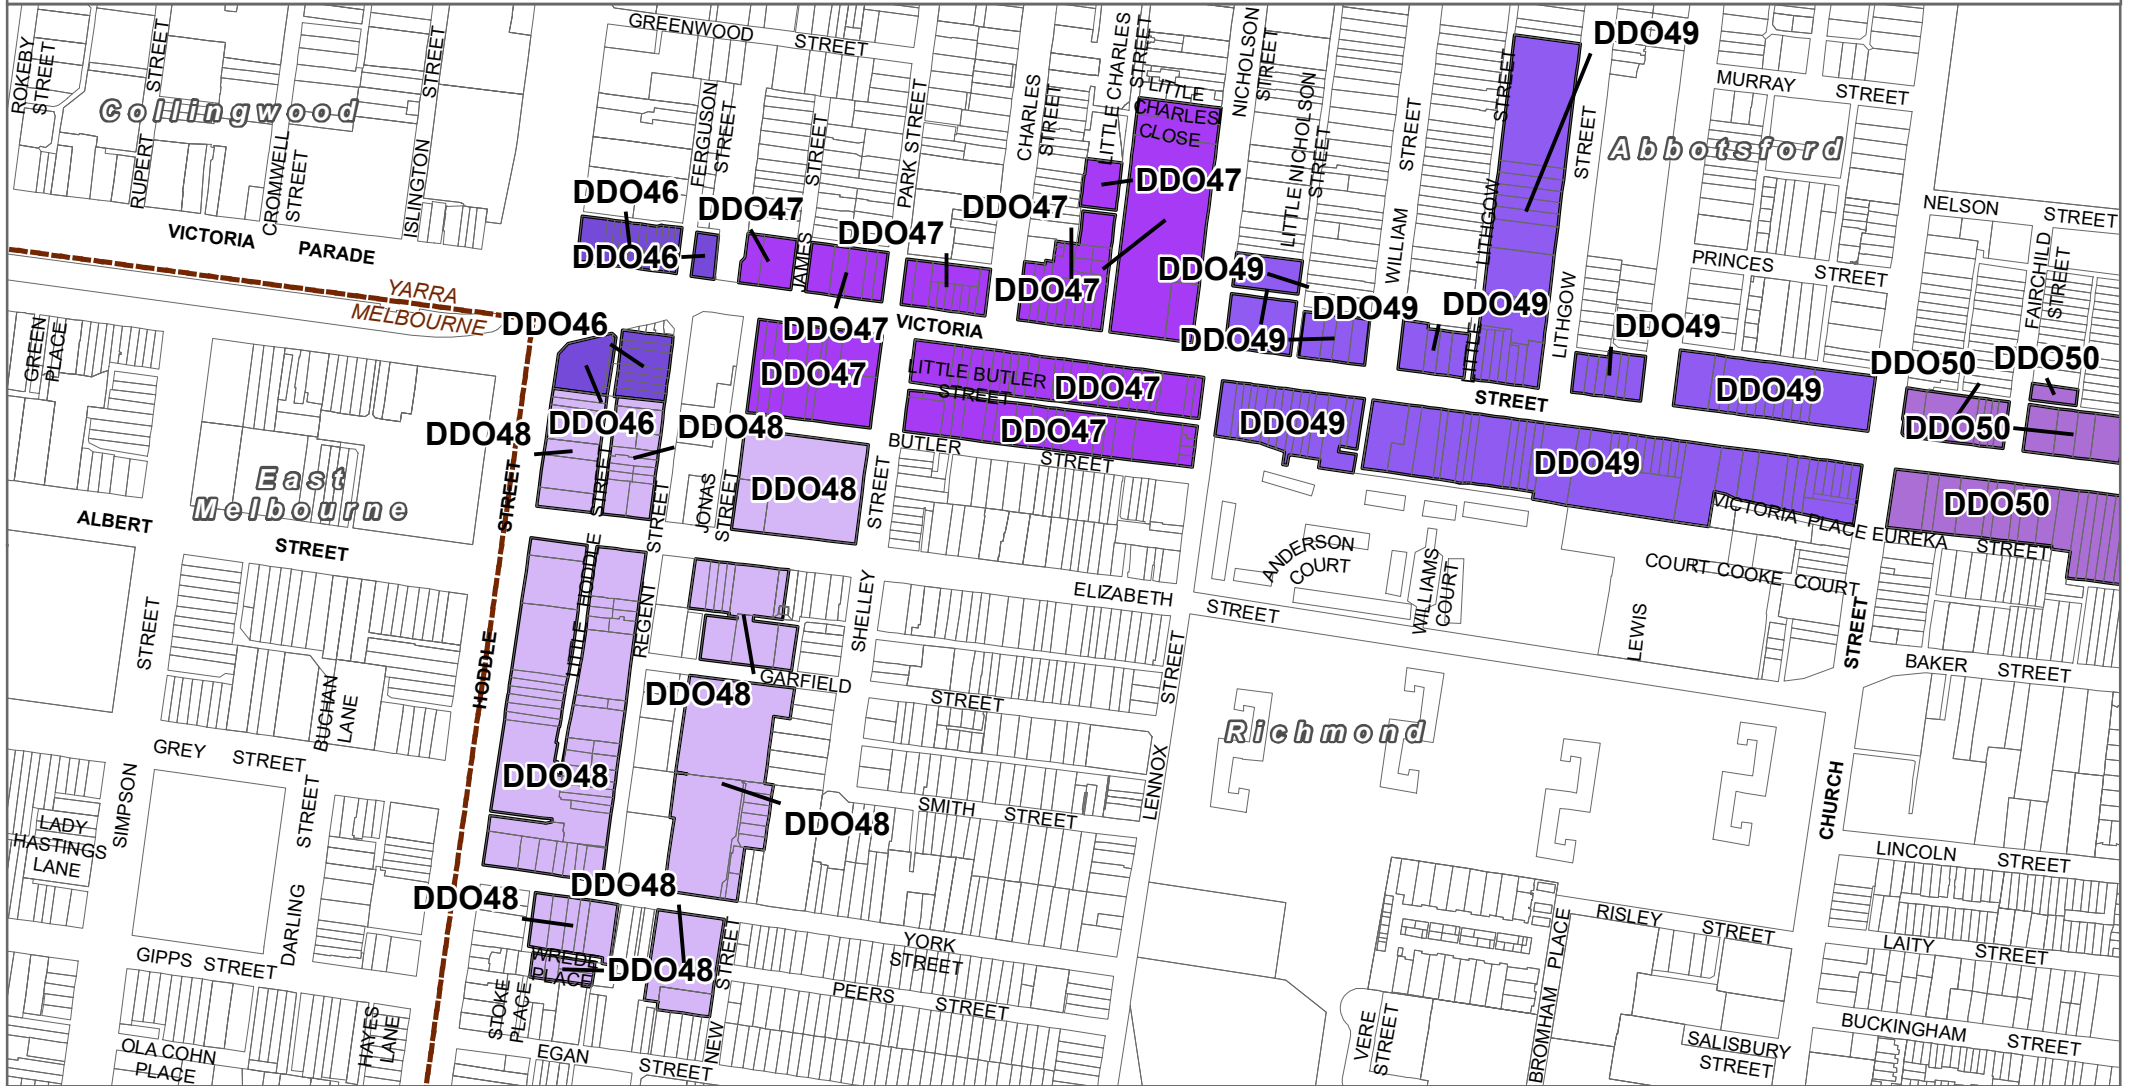 GREENWOOD STREET
ROKEBY STREET
RUPERT STREET
CROMWELL STREET
ISLINGTON STREET
Collingwood
FERGUSON STREET
JAMES STREET
PARK STREET
CHARLES STREET
LITTLE CHARLES STREET
LITTLE CHARLES CLOSE
NICHOLSON STREET
LITTLE NICHOLSON STREET
WILLIAM STREET
LITTLE LITHGOW STREET
LITHGOW STREET
DDO49
Abbotsford
MURRAY STREET
NELSON STREET
PRINCES STREET
FAIRCHILD STREET
VICTORIA PARADE
YARRA
MELBOURNE
DDO46
DDO46
DDO47
DDO47
DDO47
DDO47
DDO47
DDO47
DDO49
DDO49
DDO49
DDO49
DDO49
DDO46
DDO46
VICTORIA STREET
DDO47
LITTLE BUTLER STREET
DDO47
DDO47
BUTLER STREET
DDO49
DDO49
DDO49
DDO50
DDO50
DDO50
DDO50
GREEN PLACE
East
Melbourne
ALBERT STREET
DDO48
DDO48
DDO48
HODDLE STREET
LITTLE HODDLE STREET
REGENT STREET
JONAS STREET
SHELLEY STREET
VICTORIA PLACE
EUREKA STREET
ANDERSON COURT
WILLIAMS COURT
COURT COOKE COURT
LEWIS
ELIZABETH STREET
GARFIELD STREET
DDO48
BAKER STREET
Richmond
LENNOX STREET
CHURCH STREET
BUCHAN LANE
GREY STREET
SIMPSON STREET
DDO48
DDO48
SMITH STREET
LADY HASTINGS LANE
DARLING STREET
LINCOLN STREET
DDO48
DDO48
DDO48
WREDE PLACE
STOKE PLACE
YORK STREET
RISLEY STREET
LAITY STREET
GIPPS STREET
PEERS STREET
BROMHAM PLACE
VERE STREET
BUCKINGHAM STREET
SALISBURY STREET
HAYES LANE
OLA COHN PLACE
EGAN STREET
NEW STREET